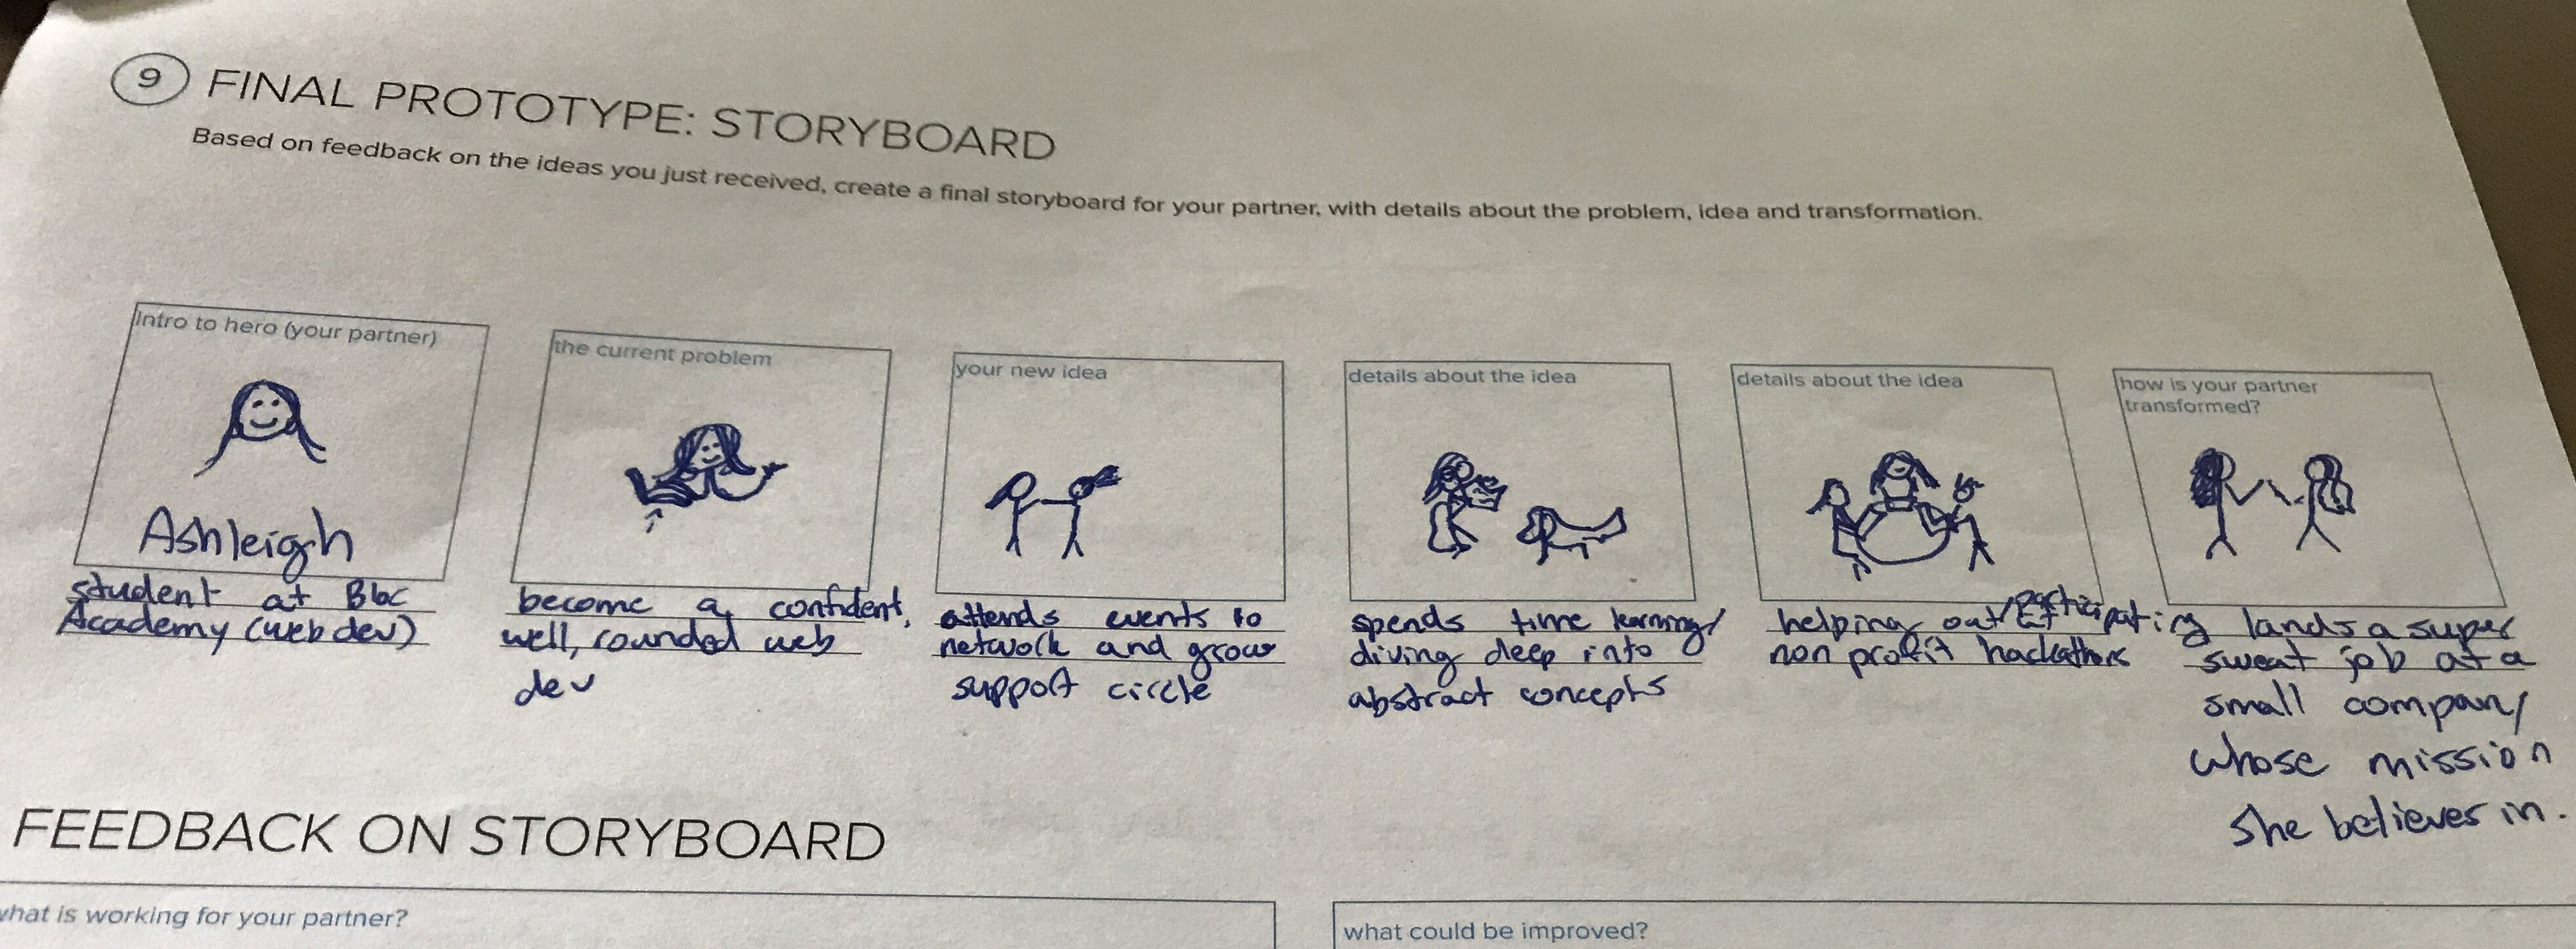 9 FINAL PROTOTYPE: STORYBOARD
Based on feedback on the ideas you just received, create a final storyboard for your partner, with details about the problem, idea and transformation.
Intro to hero (your partner)
Ashleigh
student at Bloc
Academy (web dev)
the current problem
become a confident,
well, rounded web
dev
your new idea
attends events to
network and grow
support circle
details about the idea
spends time learning/
diving deep into
abstract concepts
details about the idea
helping out/participating
non profit hackathons
how is your partner
transformed?
lands a super
sweat job at a
small company
whose mission
she believes in.
FEEDBACK ON STORYBOARD
what is working for your partner?
what could be improved?